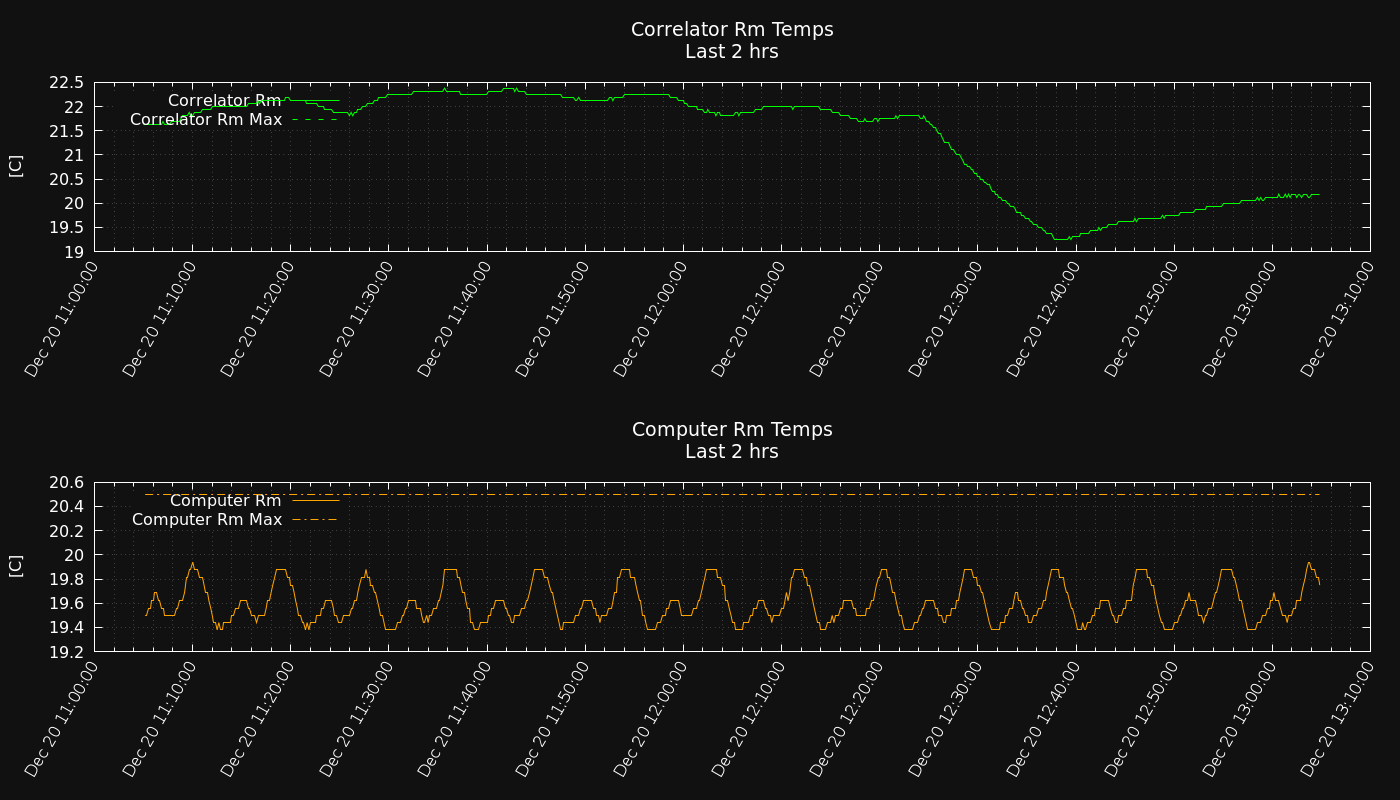 Correlator Rm Temps
Last 2 hrs
Correlator Rm
Correlator Rm Max
[C]
22.5
22
21.5
21
20.5
20
19.5
19
Dec 20 11:00:00
Dec 20 11:10:00
Dec 20 11:20:00
Dec 20 11:30:00
Dec 20 11:40:00
Dec 20 11:50:00
Dec 20 12:00:00
Dec 20 12:10:00
Dec 20 12:20:00
Dec 20 12:30:00
Dec 20 12:40:00
Dec 20 12:50:00
Dec 20 13:00:00
Dec 20 13:10:00
Computer Rm Temps
Last 2 hrs
Computer Rm
Computer Rm Max
[C]
20.6
20.4
20.2
20
19.8
19.6
19.4
19.2
Dec 20 11:00:00
Dec 20 11:10:00
Dec 20 11:20:00
Dec 20 11:30:00
Dec 20 11:40:00
Dec 20 11:50:00
Dec 20 12:00:00
Dec 20 12:10:00
Dec 20 12:20:00
Dec 20 12:30:00
Dec 20 12:40:00
Dec 20 12:50:00
Dec 20 13:00:00
Dec 20 13:10:00